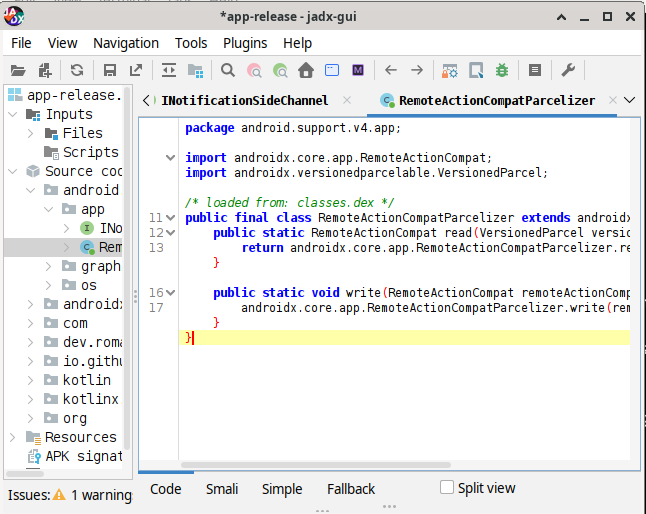 *app-release - jadx-gui
File View Navigation Tools Plugins Help
app-release.
Inputs
Files
Scripts
Source cod
android
app
INo
Rem
graph
os
androidx
com
dev.roma
io.githu
kotlin
kotlinx
org
Resources
APK signat
Issues: 1 warning
INotificationSideChannel
RemoteActionCompatParcelizer
package android.support.v4.app;
import androidx.core.app.RemoteActionCompat;
import androidx.versionedparcelable.VersionedParcel;
/* loaded from: classes.dex */
11 public final class RemoteActionCompatParcelizer extends androidx
12 public static RemoteActionCompat read(VersionedParcel versio
13 return androidx.core.app.RemoteActionCompatParcelizer.re
}
16 public static void write(RemoteActionCompat remoteActionComp
17 androidx.core.app.RemoteActionCompatParcelizer.write(rem
}
}
Code Smali Simple Fallback Split view